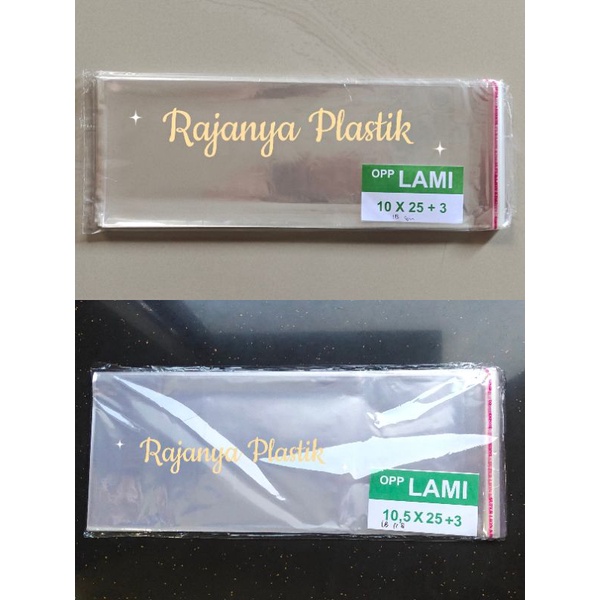 Rajanya Plastik
OPP LAMI
10 X 25 + 3
Rajanya Plastik
OPP LAMI
10,5 X 25 +3